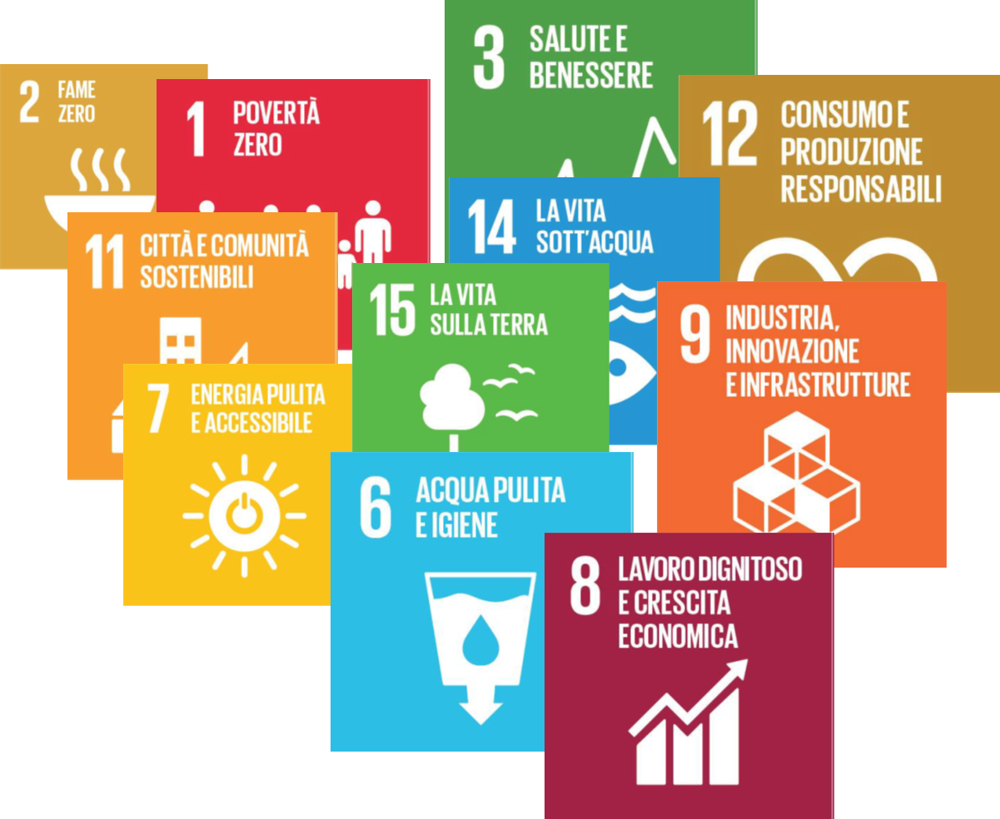 2
FAME
ZERO
1
POVERTÀ
ZERO
3
SALUTE E
BENESSERE
12
CONSUMO E
PRODUZIONE
RESPONSABILI
11
CITTÀ E COMUNITÀ
SOSTENIBILI
14
LA VITA
SOTT'ACQUA
15
LA VITA
SULLA TERRA
9
INDUSTRIA,
INNOVAZIONE
E INFRASTRUTTURE
7
ENERGIA PULITA
E ACCESSIBILE
6
ACQUA PULITA
E IGIENE
8
LAVORO DIGNITOSO
E CRESCITA
ECONOMICA